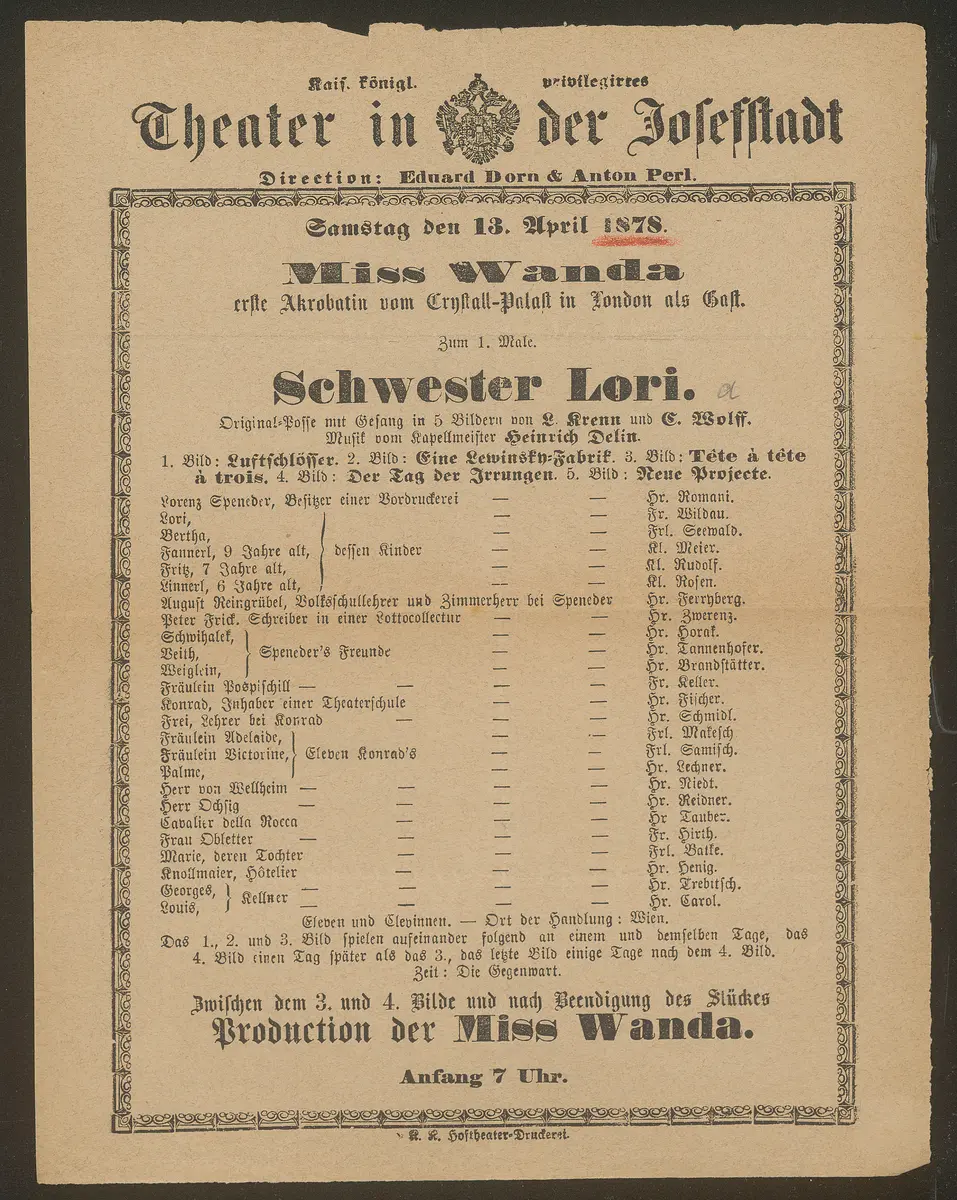 Kais. königl. privilegirtes
Theater in der Josefstadt
Direction: Eduard Dorn & Anton Perl.
Samstag den 13. April 1878.
Miss Wanda
erste Akrobatin vom Crystall-Palast in London als Gast.
Zum 1. Male.
Schwester Lori. a
Original-Posse mit Gesang in 5 Bildern von L. Krenn und C. Wolff.
Musik vom Kapellmeister Heinrich Delin.
1. Bild: Luftschlösser. 2. Bild: Eine Lewinsky-Fabrik. 3. Bild: Téte à téte
à trois. 4. Bild: Der Tag der Irrungen. 5. Bild: Neue Projecte.
Lorenz Speneder, Besitzer einer Vordruckerei — — Hr. Romani.
Lori, — — Fr. Wildau.
Bertha, — — Frl. Seewald.
Fannerl, 9 Jahre alt, dessen Kinder — — Kl. Meier.
Fritz, 7 Jahre alt, — — Kl. Rudolf.
Linnerl, 6 Jahre alt, — — Kl. Rosen.
August Reingrübel, Volksschullehrer und Zimmerherr bei Speneder Hr. Ferryberg.
Peter Frick. Schreiber in einer Lottocollectur — — Hr. Zwerenz.
Schwihalek, — — Hr. Horak.
Veith, Speneder's Freunde — — Hr. Tannenhofer.
Weiglein, — — Hr. Brandstätter.
Fräulein Pospischill — — — — Fr. Keller.
Konrad, Inhaber einer Theaterschule — — Hr. Fischer.
Frei, Lehrer bei Konrad — — — Hr. Schmidl.
Fräulein Adelaide, — — Frl. Makesch
Fräulein Victorine, Eleven Konrad's — — Frl. Samisch.
Palme, — — Hr. Lechner.
Herr von Wellheim — — — — Hr. Niedt.
Herr Ochsig — — — — Hr. Reidner.
Cavalier della Rocca — — — Hr Tauber.
Frau Obletter — — — — Fr. Hirth.
Marie, deren Tochter — — — Frl. Batke.
Knollmaier, Hôtelier — — — Hr. Henig.
Georges, Kellner — — — — Hr. Trebitsch.
Louis, — — — — Hr. Carol.
Eleven und Elevinnen. — Ort der Handlung: Wien.
Das 1., 2. und 3. Bild spielen aufeinander folgend an einem und demselben Tage, das
4. Bild einen Tag später als das 3., das letzte Bild einige Tage nach dem 4. Bild.
Zeit: Die Gegenwart.
Zwischen dem 3. und 4. Bilde und nach Beendigung des Stückes
Production der Miss Wanda.
Anfang 7 Uhr.
K. K. Hoftheater-Druckerei.